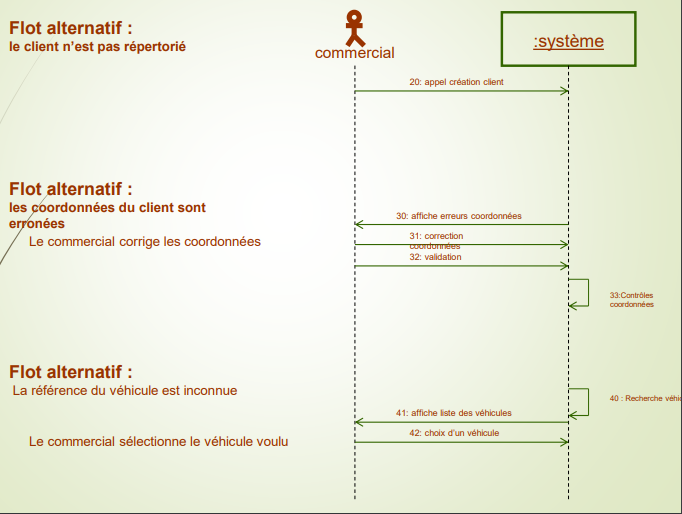 Flot alternatif :
le client n'est pas répertorié
commercial
:système
20: appel création client
Flot alternatif :
les coordonnées du client sont
erronées
Le commercial corrige les coordonnées
30: affiche erreurs coordonnées
31: correction
coordonnées
32: validation
33:Contrôles
coordonnées
Flot alternatif :
La référence du véhicule est inconnue
40 : Recherche véhic
41: affiche liste des véhicules
Le commercial sélectionne le véhicule voulu
42: choix d'un véhicule